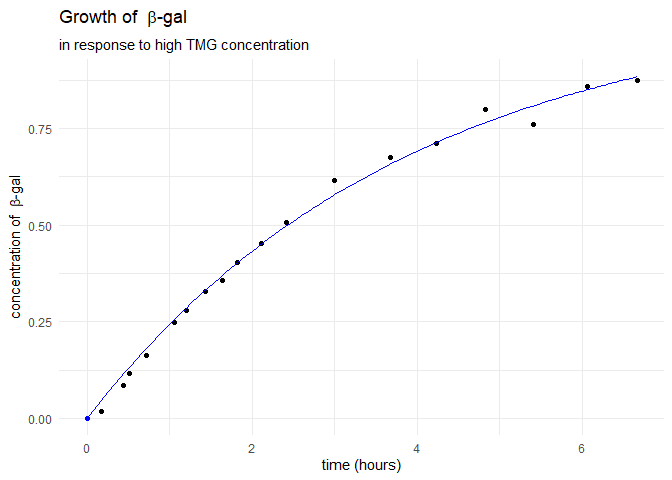 Growth of β-gal
in response to high TMG concentration
concentration of β-gal
0.75
0.50
0.25
0.00
0 2 4 6
time (hours)